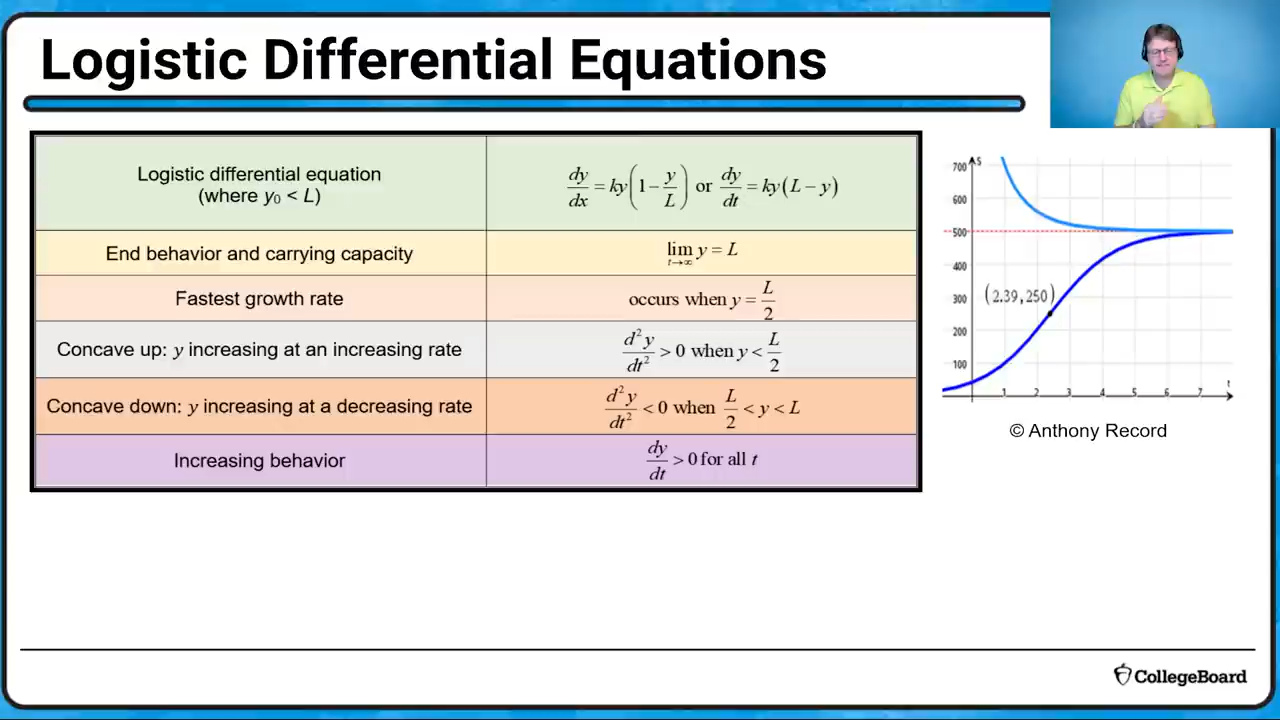 Logistic Differential Equations
Logistic differential equation
(where y₀ < L)
dy/dx = ky(1 − y/L) or dy/dt = ky(L − y)
End behavior and carrying capacity
lim t→∞ y = L
Fastest growth rate
occurs when y = L/2
Concave up: y increasing at an increasing rate
d²y/dt² > 0 when y < L/2
Concave down: y increasing at a decreasing rate
d²y/dt² < 0 when L/2 < y < L
Increasing behavior
dy/dt > 0 for all t
s
700
600
500
400
300
200
100
(2.39,250)
1 2 3 4 5 6 7
t
© Anthony Record
CollegeBoard